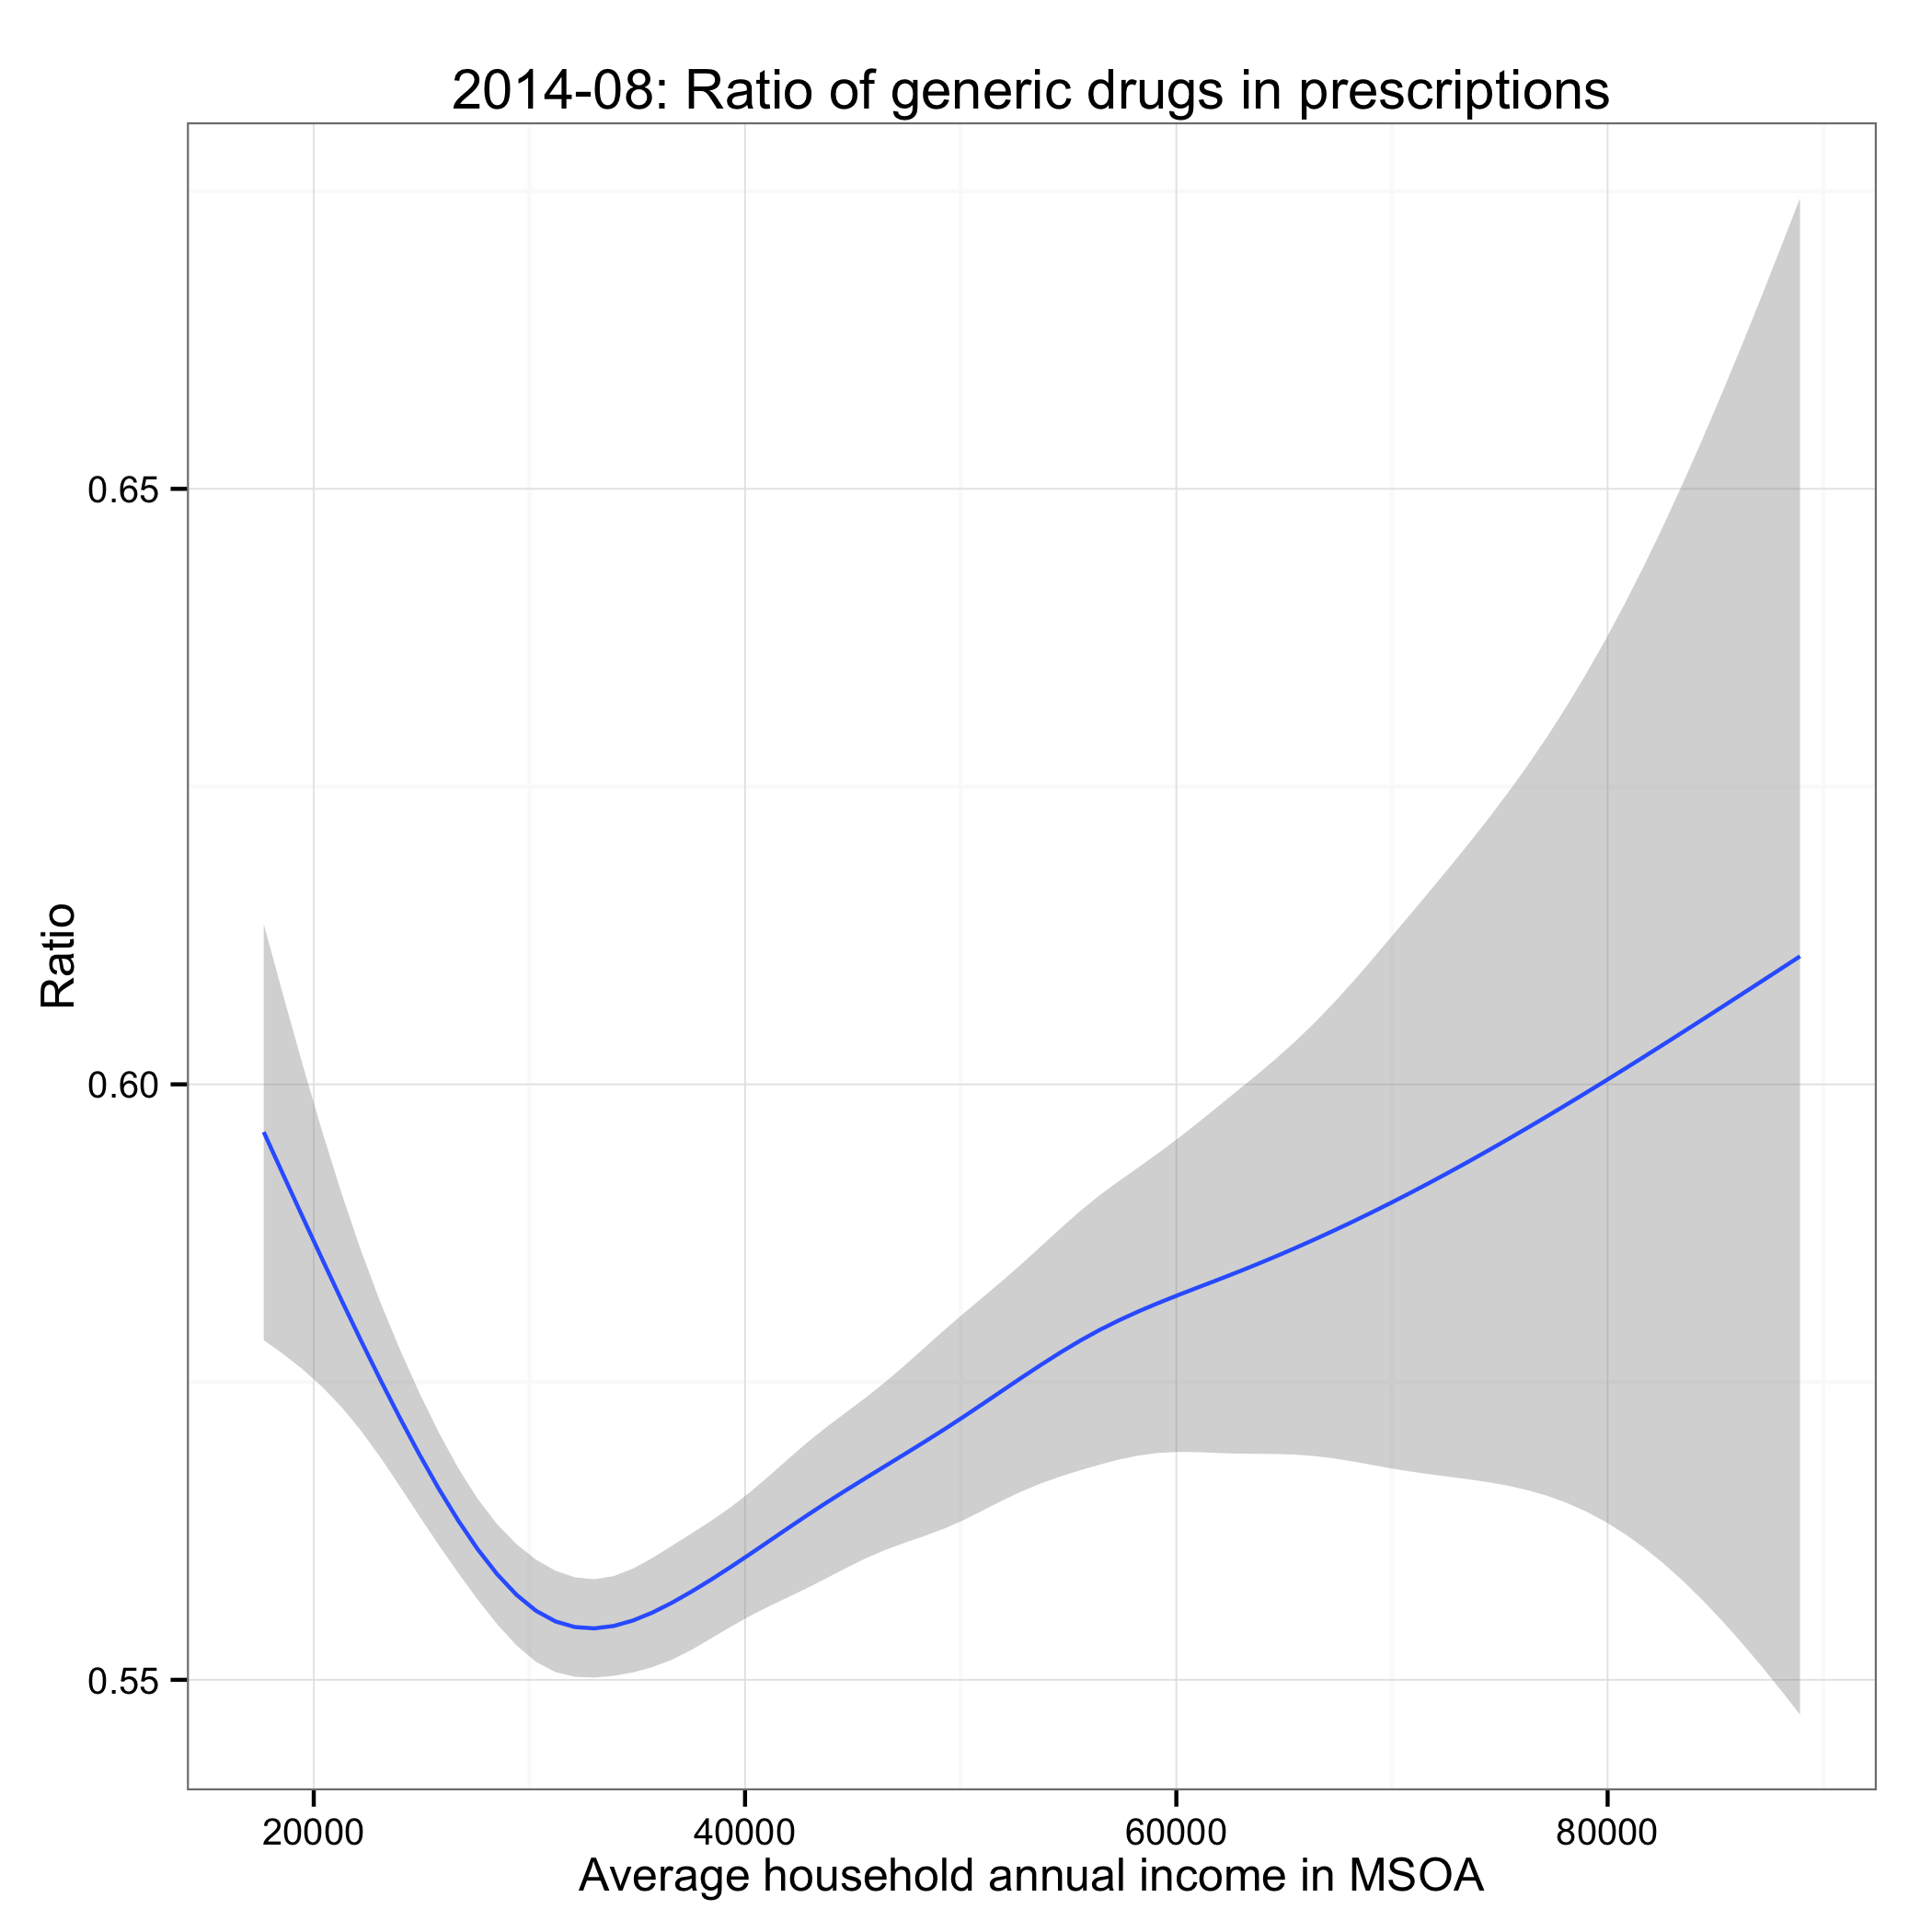 2014-08: Ratio of generic drugs in prescriptions
Ratio
0.65
0.60
0.55
20000 40000 60000 80000
Average household annual income in MSOA